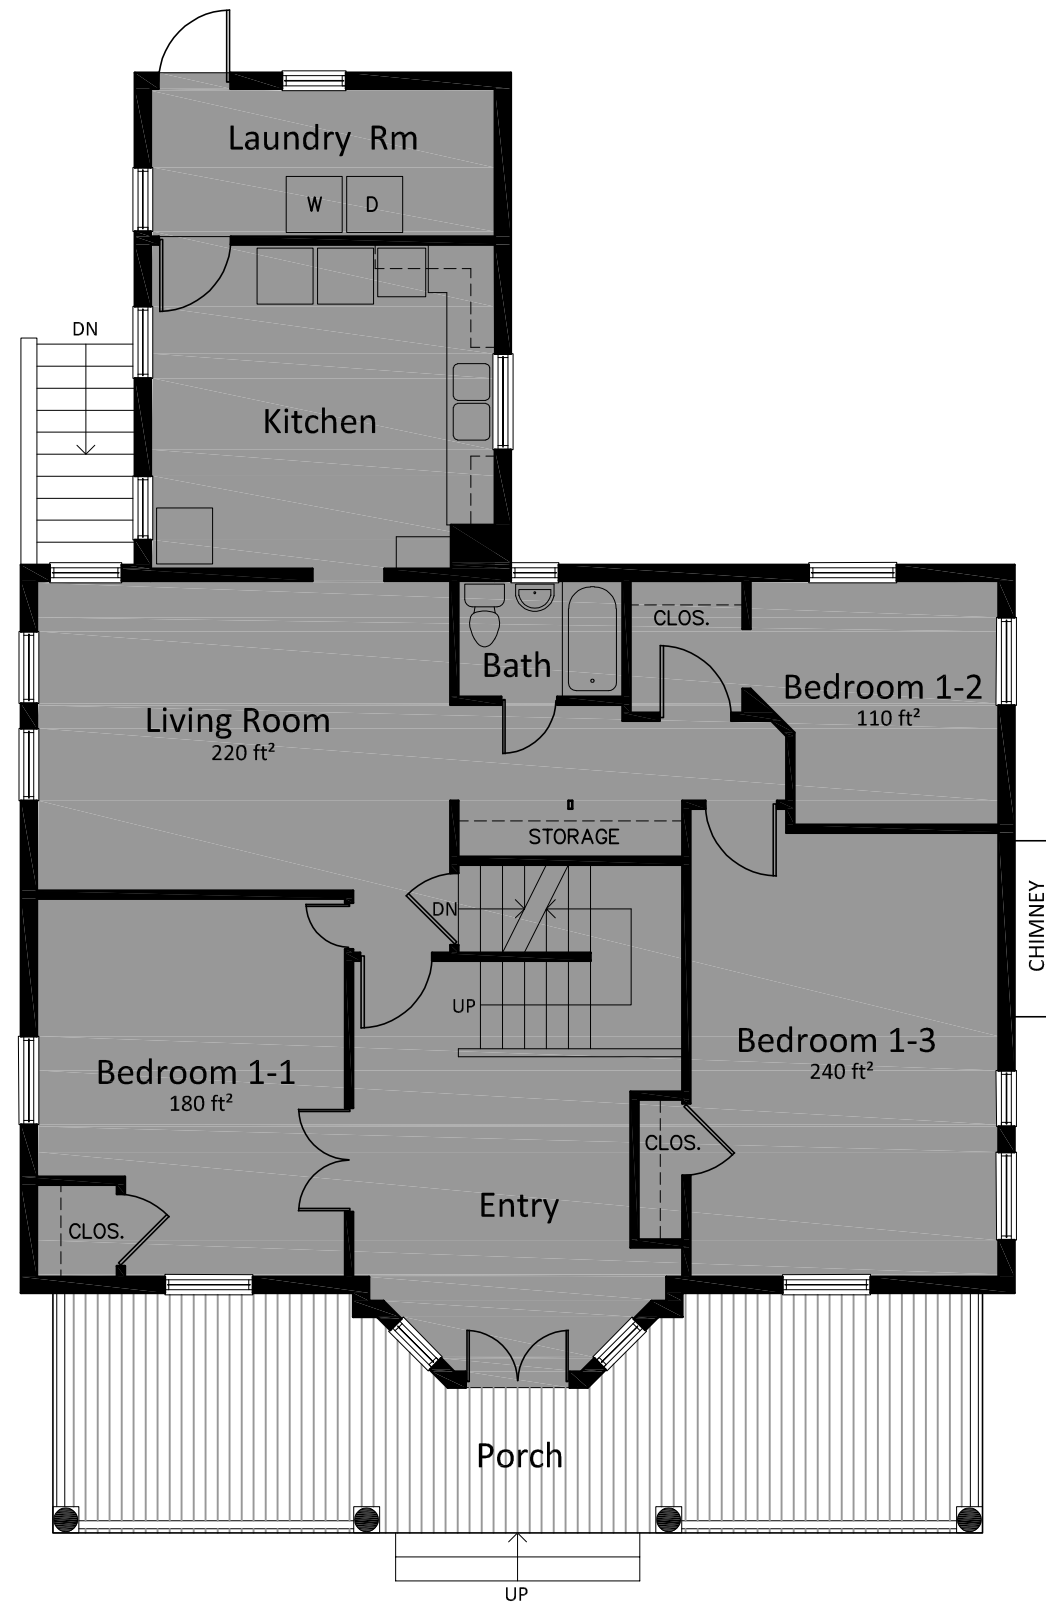 Laundry Rm
W
D
DN
Kitchen
CLOS.
Bath
Bedroom 1-2
110 ft²
Living Room
220 ft²
STORAGE
DN
CHIMNEY
UP
Bedroom 1-3
240 ft²
Bedroom 1-1
180 ft²
CLOS.
Entry
CLOS.
Porch
UP